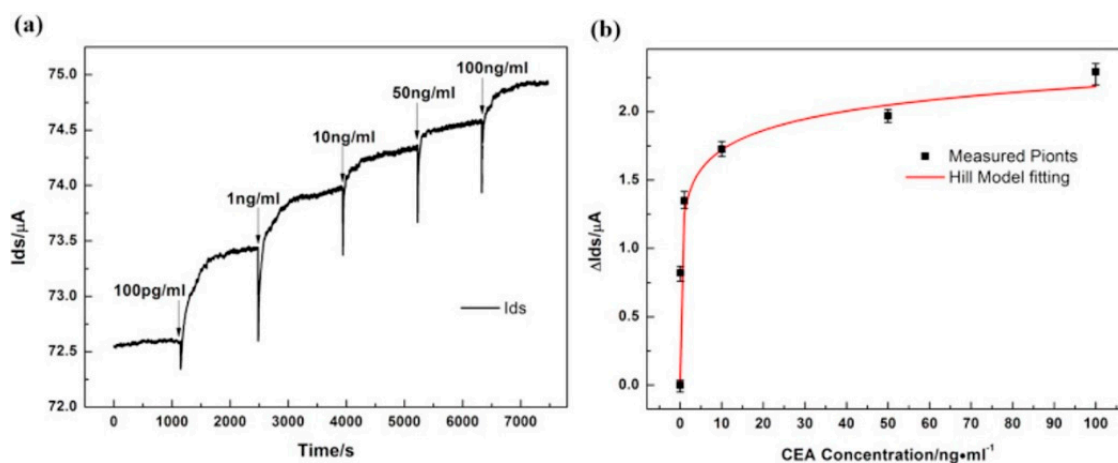 (a)
Ids/μA
75.0
74.5
74.0
73.5
73.0
72.5
72.0
100pg/ml
1ng/ml
10ng/ml
50ng/ml
100ng/ml
Ids
0 1000 2000 3000 4000 5000 6000 7000
Time/s
(b)
ΔIds/μA
2.0
1.5
1.0
0.5
0.0
Measured Pionts
Hill Model fitting
0 10 20 30 40 50 60 70 80 90 100
CEA Concentration/ng•ml⁻¹